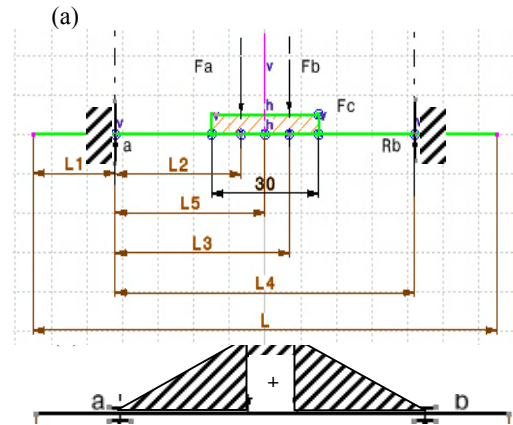 (a)
Fa v Fb
h Fc
v v
v h v
a Rb
L1 L2 30
L5
L3
L4
L
a + b